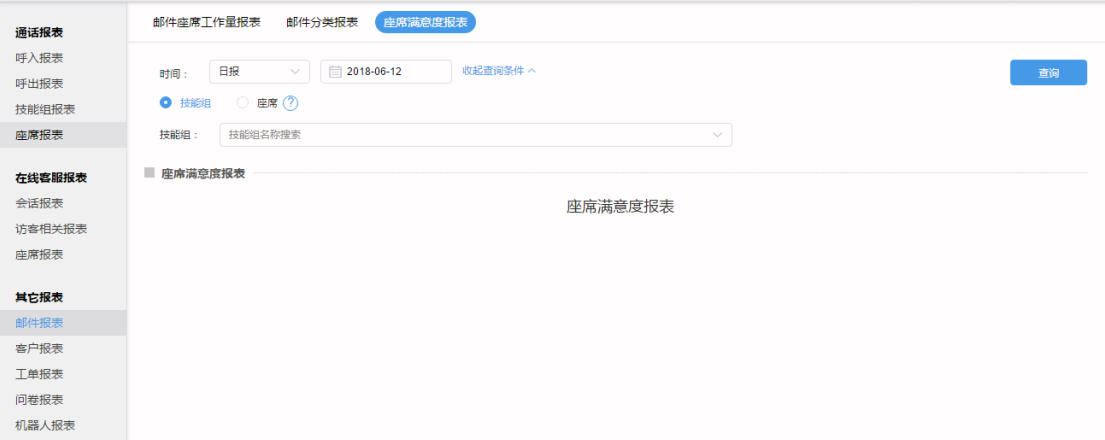 通话报表
呼入报表
呼出报表
技能组报表
座席报表
在线客服报表
会话报表
访客相关报表
座席报表
其它报表
邮件报表
客户报表
工单报表
问卷报表
机器人报表
邮件座席工作量报表 邮件分类报表 座席满意度报表
时间： 日报 2018-06-12 收起查询条件 查询
技能组 座席 ?
技能组： 技能组名称搜索
座席满意度报表
座席满意度报表